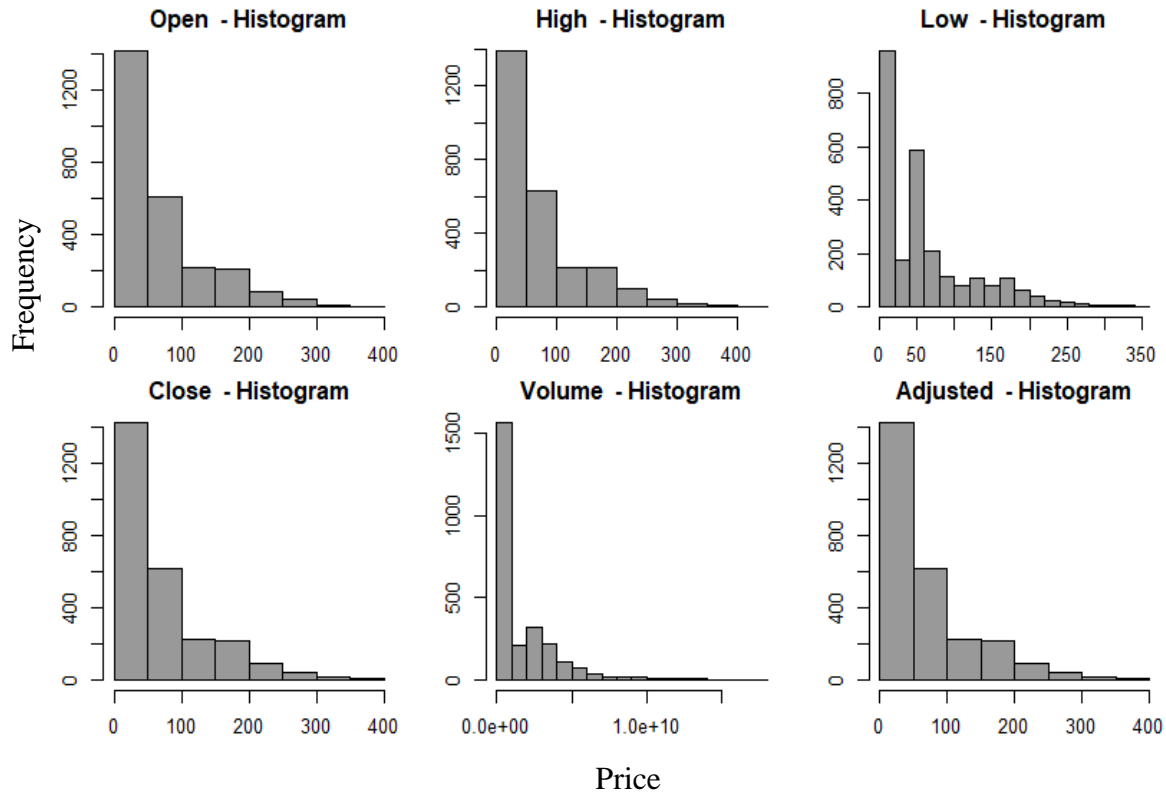 Open - Histogram
High - Histogram
Low - Histogram
0 400 800 1200
0 100 200 300 400
0 400 800 1200
0 100 200 300 400
0 200 400 600 800
0 50 150 250 350
Frequency
Close - Histogram
Volume - Histogram
Adjusted - Histogram
0 400 800 1200
0 100 200 300 400
0 500 1000 1500
0.0e+00 1.0e+10
0 400 800 1200
0 100 200 300 400
Price